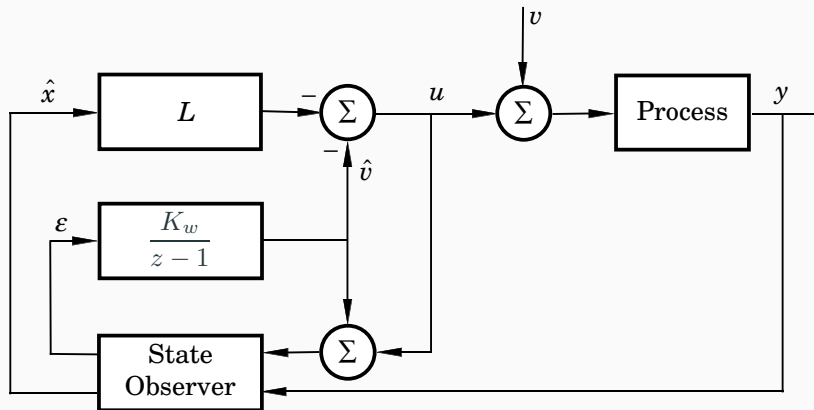 v
x̂
L
−
Σ
u
Σ
Process
y
−
v̂
ε
K_w
z − 1
State
Observer
Σ